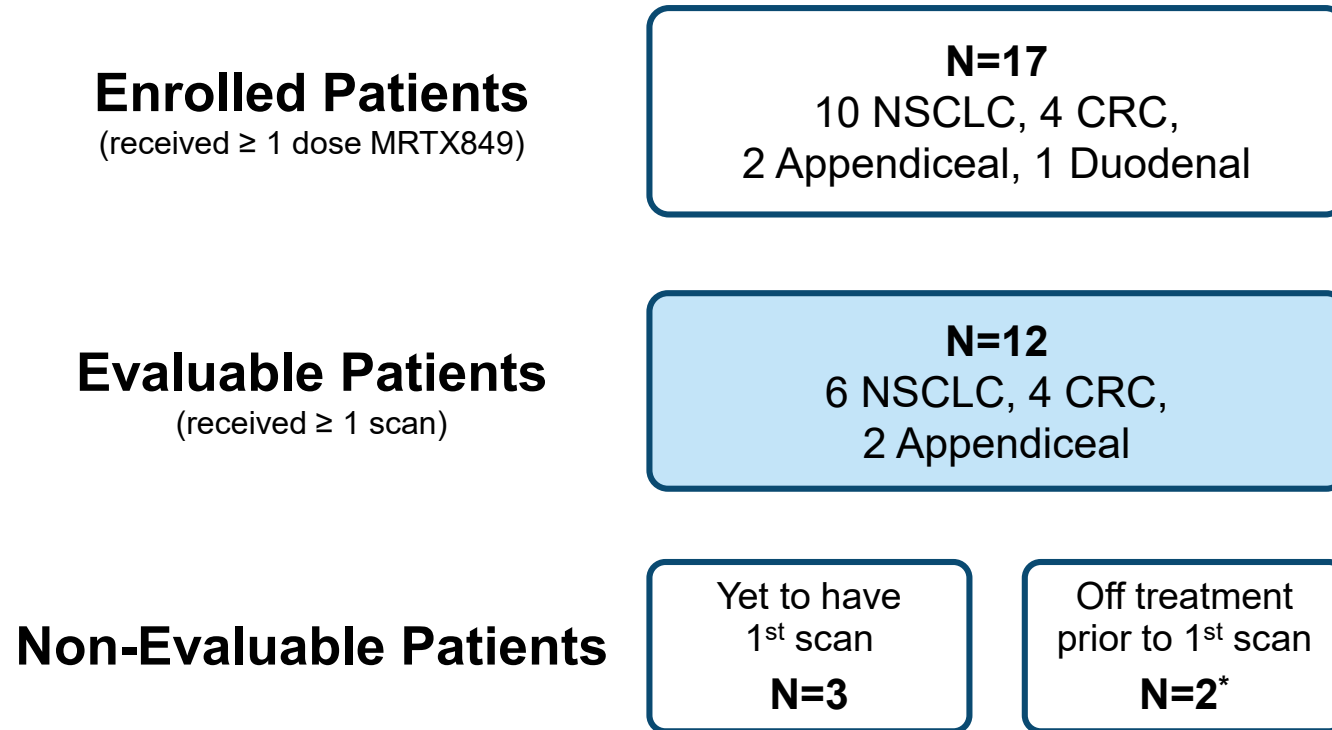 Enrolled Patients
(received ≥ 1 dose MRTX849)
N=17
10 NSCLC, 4 CRC,
2 Appendiceal, 1 Duodenal
Evaluable Patients
(received ≥ 1 scan)
N=12
6 NSCLC, 4 CRC,
2 Appendiceal
Non-Evaluable Patients
Yet to have
1st scan
N=3
Off treatment
prior to 1st scan
N=2*